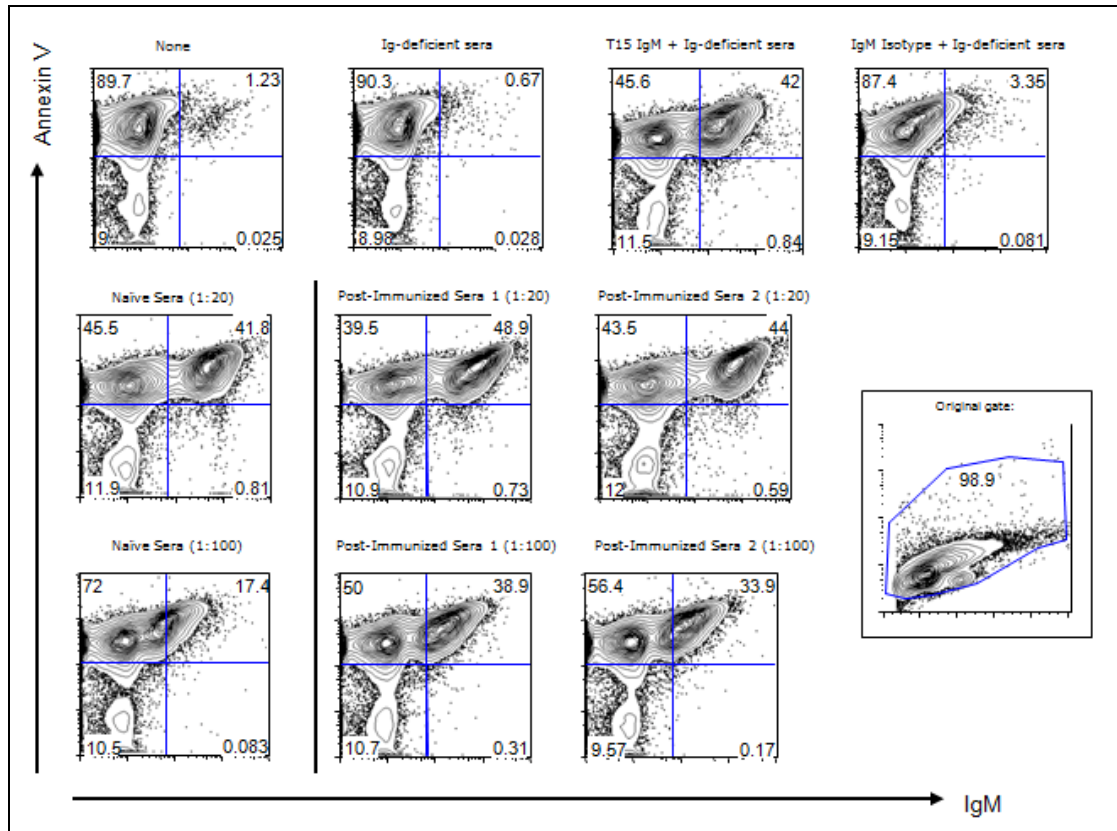 Annexin V
None
89.7 1.23
9 0.025
Ig-deficient sera
90.3 0.67
8.98 0.028
T15 IgM + Ig-deficient sera
45.6 42
11.5 0.84
IgM Isotype + Ig-deficient sera
87.4 3.35
9.15 0.081
Naïve Sera (1:20)
45.5 41.8
11.9 0.81
Post-Immunized Sera 1 (1:20)
39.5 48.9
10.9 0.73
Post-Immunized Sera 2 (1:20)
43.5 44
12 0.59
Original gate:
98.9
Naïve Sera (1:100)
72 17.4
10.5 0.083
Post-Immunized Sera 1 (1:100)
50 38.9
10.7 0.31
Post-Immunized Sera 2 (1:100)
56.4 33.9
9.57 0.17
IgM